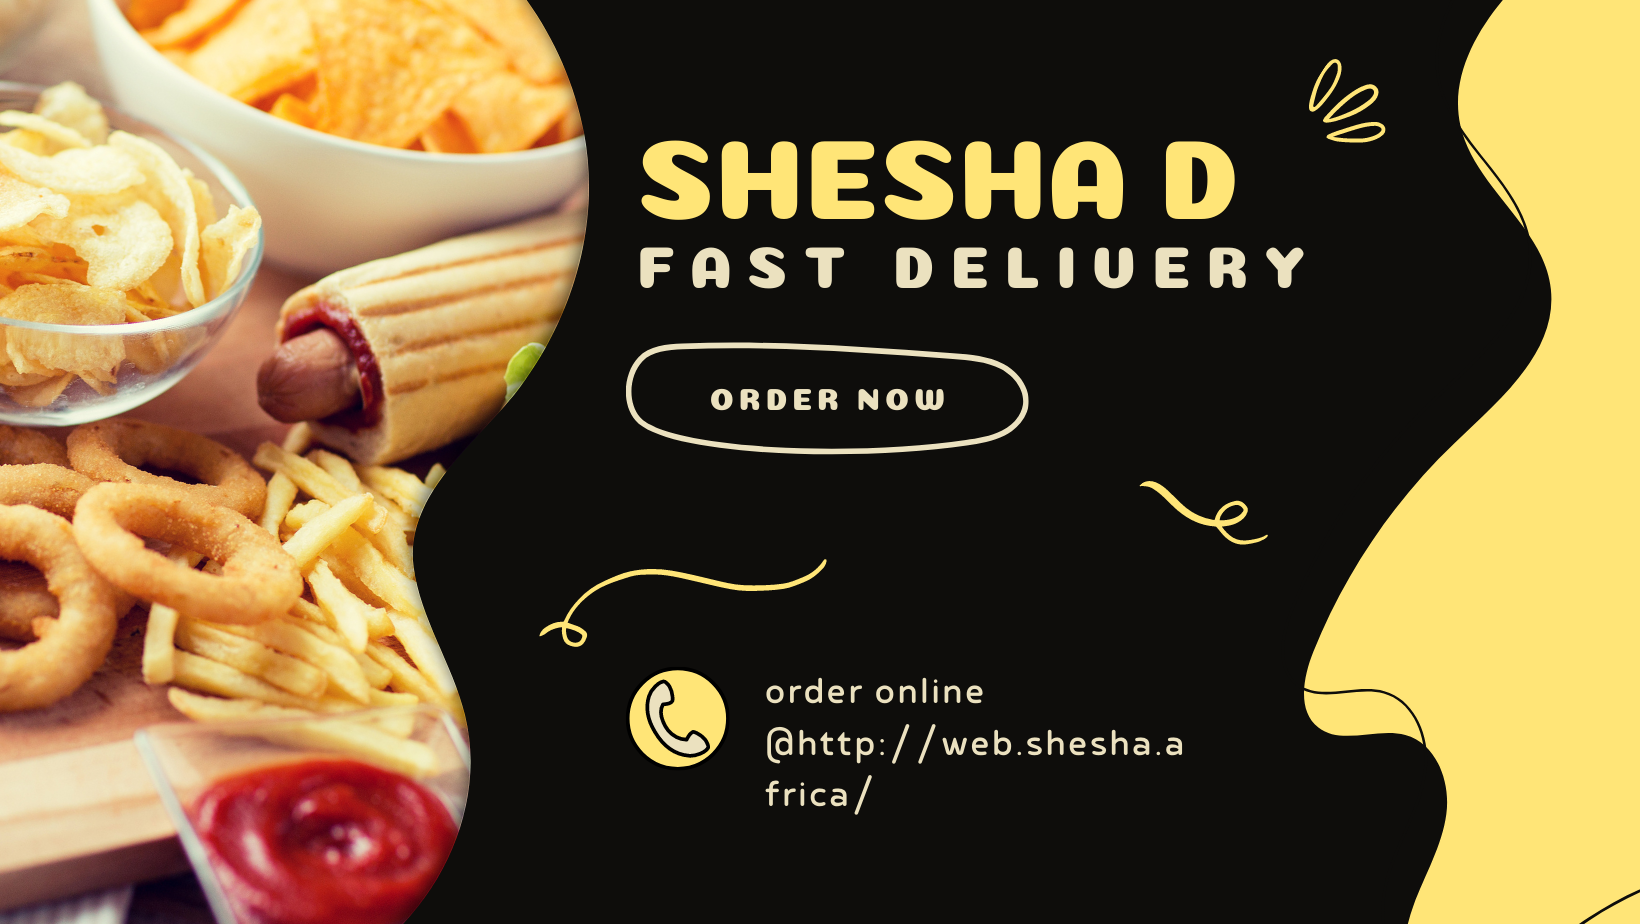 SHESHA D
FAST DELIVERY
ORDER NOW
order online
@http://web.shesha.a
frica/